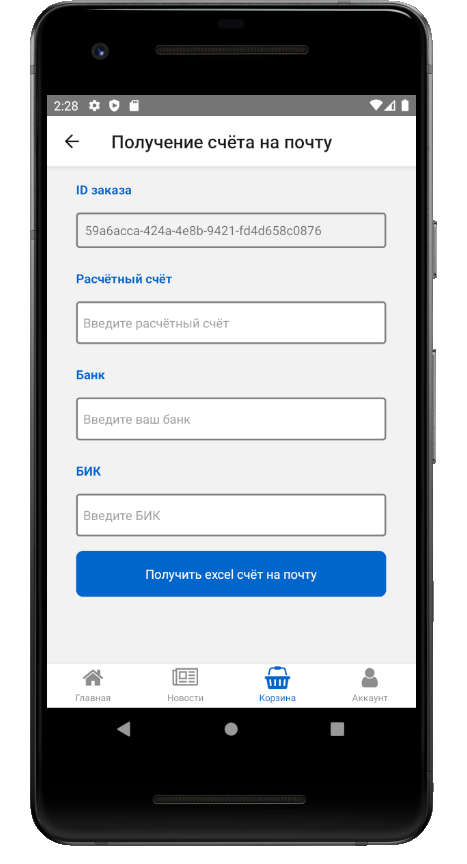 2:28
Получение счёта на почту
ID заказа
59a6acca-424a-4e8b-9421-fd4d658c0876
Расчётный счёт
Введите расчётный счёт
Банк
Введите ваш банк
БИК
Введите БИК
Получить excel счёт на почту
Главная
Новости
Корзина
Аккаунт